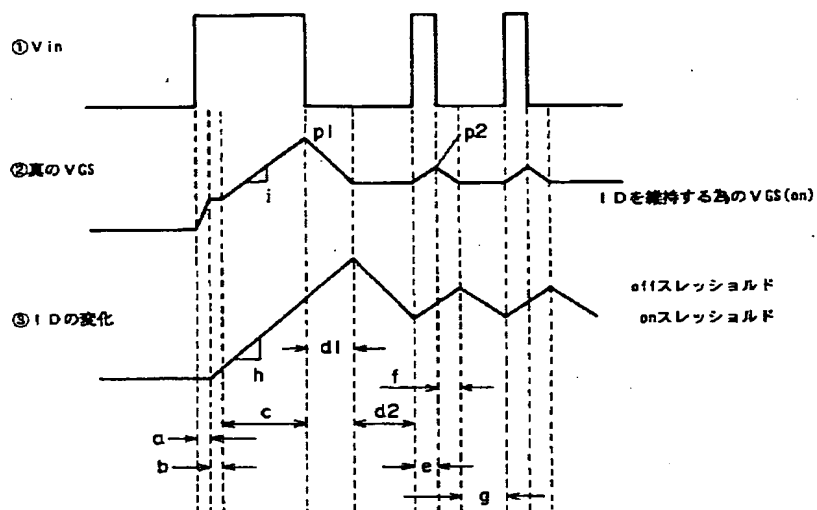 ①Vin
p1
p2
②真のVGS
i
IDを維持する為のVGS(on)
offスレッショルド
onスレッショルド
③IDの変化
d1
h
f
c
d2
a
b
e
g